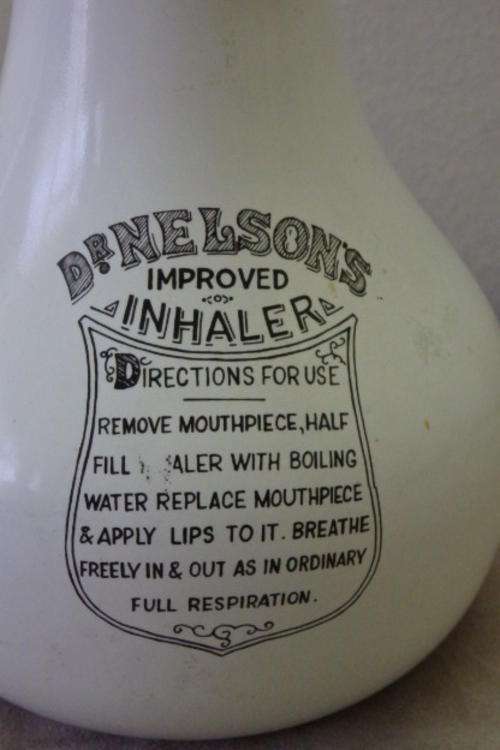 DR NELSON'S
IMPROVED
INHALER
DIRECTIONS FOR USE
REMOVE MOUTHPIECE, HALF
FILL ALER WITH BOILING
WATER REPLACE MOUTHPIECE
& APPLY LIPS TO IT. BREATHE
FREELY IN & OUT AS IN ORDINARY
FULL RESPIRATION.